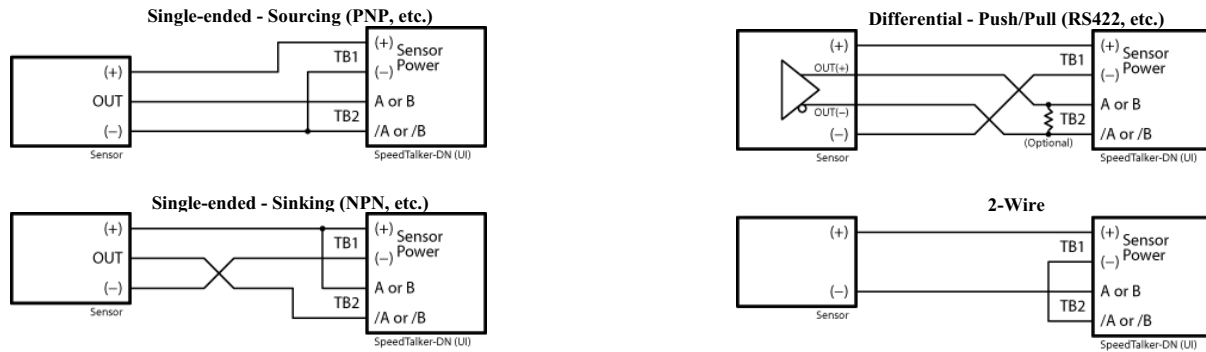 Single-ended - Sourcing (PNP, etc.)
(+)
OUT
(−)
Sensor
TB1
TB2
(+)
Sensor
Power
(−)
A or B
/A or /B
SpeedTalker-DN (UI)
Differential - Push/Pull (RS422, etc.)
(+)
OUT(+)
OUT(−)
(−)
Sensor
TB1
TB2
(Optional)
(+)
Sensor
Power
(−)
A or B
/A or /B
SpeedTalker-DN (UI)
Single-ended - Sinking (NPN, etc.)
(+)
OUT
(−)
Sensor
TB1
TB2
(+)
Sensor
Power
(−)
A or B
/A or /B
SpeedTalker-DN (UI)
2-Wire
(+)
(−)
Sensor
TB1
TB2
(+)
Sensor
Power
(−)
A or B
/A or /B
SpeedTalker-DN (UI)